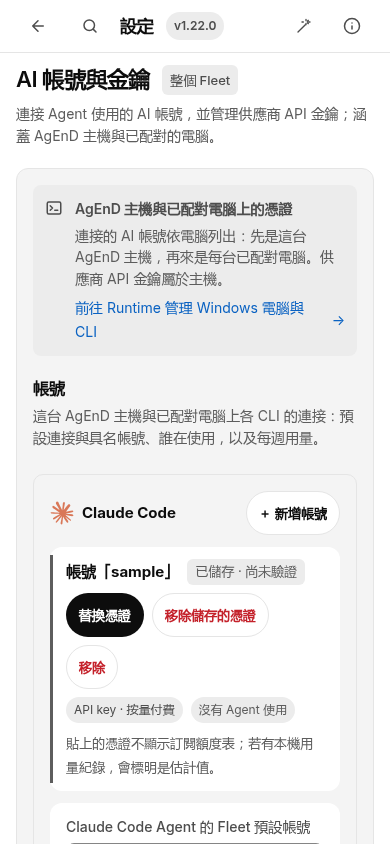 設定 v1.22.0
AI 帳號與金鑰 整個 Fleet
連接 Agent 使用的 AI 帳號，並管理供應商 API 金鑰；涵
蓋 AgEnD 主機與已配對的電腦。
AgEnD 主機與已配對電腦上的憑證
連接的 AI 帳號依電腦列出：先是這台
AgEnD 主機，再來是每台已配對電腦。供
應商 API 金鑰屬於主機。
前往 Runtime 管理 Windows 電腦與
CLI →
帳號
這台 AgEnD 主機與已配對電腦上各 CLI 的連接：預
設連接與具名帳號、誰在使用，以及每週用量。
Claude Code + 新增帳號
帳號「sample」 已儲存 · 尚未驗證
替換憑證 移除儲存的憑證
移除
API key · 按量付費 沒有 Agent 使用
貼上的憑證不顯示訂閱額度表；若有本機用
量紀錄，會標明是估計值。
Claude Code Agent 的 Fleet 預設帳號